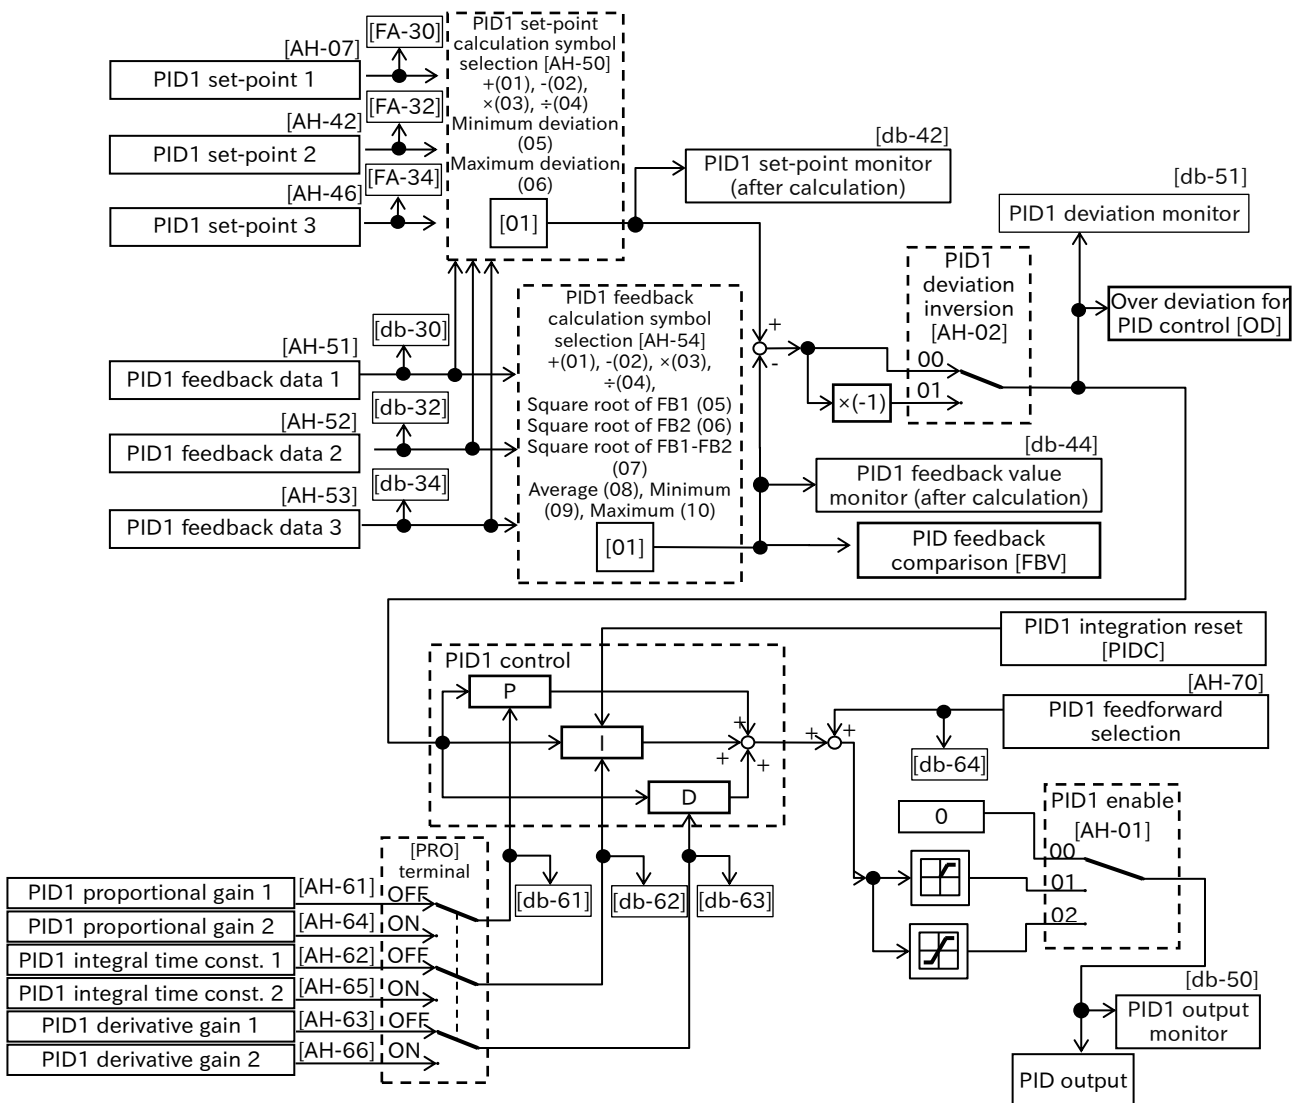 [AH-07]
PID1 set-point 1
[FA-30]
[AH-42]
PID1 set-point 2
[FA-32]
[AH-46]
PID1 set-point 3
[FA-34]
PID1 set-point
calculation symbol
selection [AH-50]
+(01), -(02),
×(03), ÷(04)
Minimum deviation
(05)
Maximum deviation
(06)
[01]
[db-42]
PID1 set-point monitor
(after calculation)
[db-51]
PID1 deviation monitor
Over deviation for
PID control [OD]
PID1
deviation
inversion
[AH-02]
00
01
×(-1)
+
-
[AH-51]
PID1 feedback data 1
[db-30]
[AH-52]
PID1 feedback data 2
[db-32]
[AH-53]
PID1 feedback data 3
[db-34]
PID1 feedback
calculation symbol
selection [AH-54]
+(01), -(02), ×(03),
÷(04),
Square root of FB1 (05)
Square root of FB2 (06)
Square root of FB1-FB2
(07)
Average (08), Minimum
(09), Maximum (10)
[01]
[db-44]
PID1 feedback value
monitor (after calculation)
PID feedback
comparison [FBV]
PID1 integration reset
[PIDC]
[AH-70]
PID1 feedforward
selection
[db-64]
PID1 control
P
I
D
+
+
+
+
+
0
PID1 enable
[AH-01]
00
01
02
[PRO]
terminal
[db-61]
[db-62]
[db-63]
PID1 proportional gain 1
[AH-61]
OFF
PID1 proportional gain 2
[AH-64]
ON
PID1 integral time const. 1
[AH-62]
OFF
PID1 integral time const. 2
[AH-65]
ON
PID1 derivative gain 1
[AH-63]
OFF
PID1 derivative gain 2
[AH-66]
ON
[db-50]
PID1 output
monitor
PID output